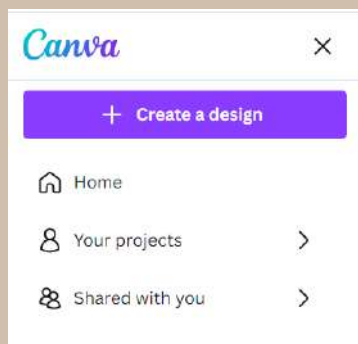 Canva
Create a design
Home
Your projects
Shared with you